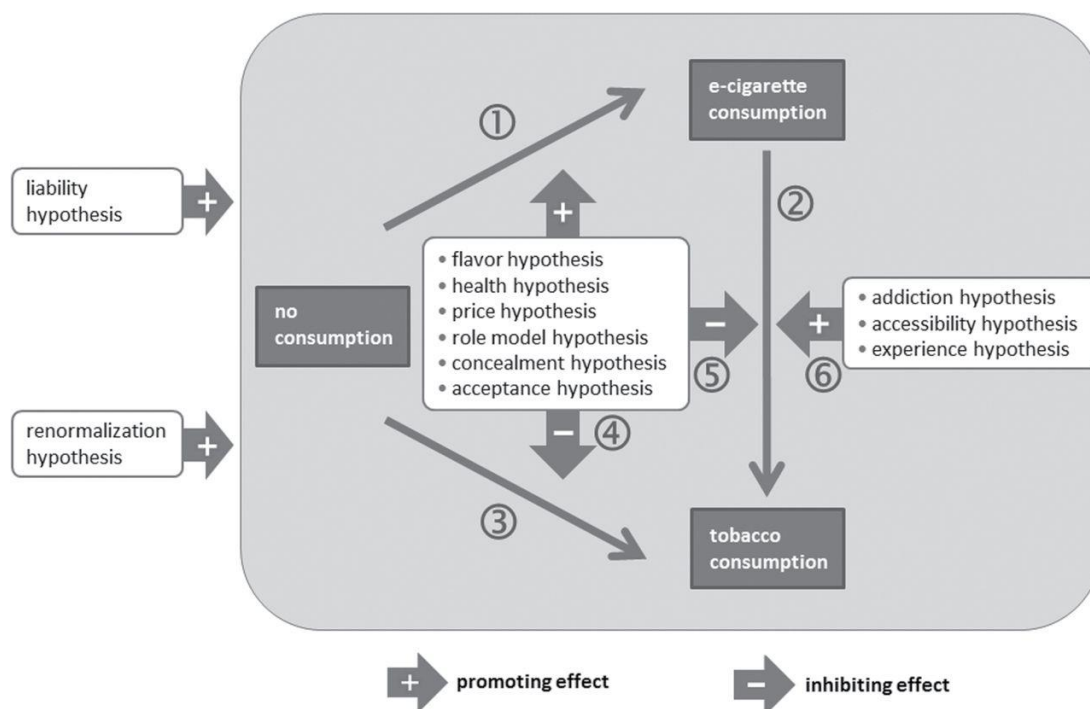 e-cigarette
consumption
①
②
liability
hypothesis
+
+
• flavor hypothesis
• health hypothesis
• price hypothesis
• role model hypothesis
• concealment hypothesis
• acceptance hypothesis
no
consumption
−
⑤
+
⑥
• addiction hypothesis
• accessibility hypothesis
• experience hypothesis
renormalization
hypothesis
+
−
④
③
tobacco
consumption
+ promoting effect
− inhibiting effect